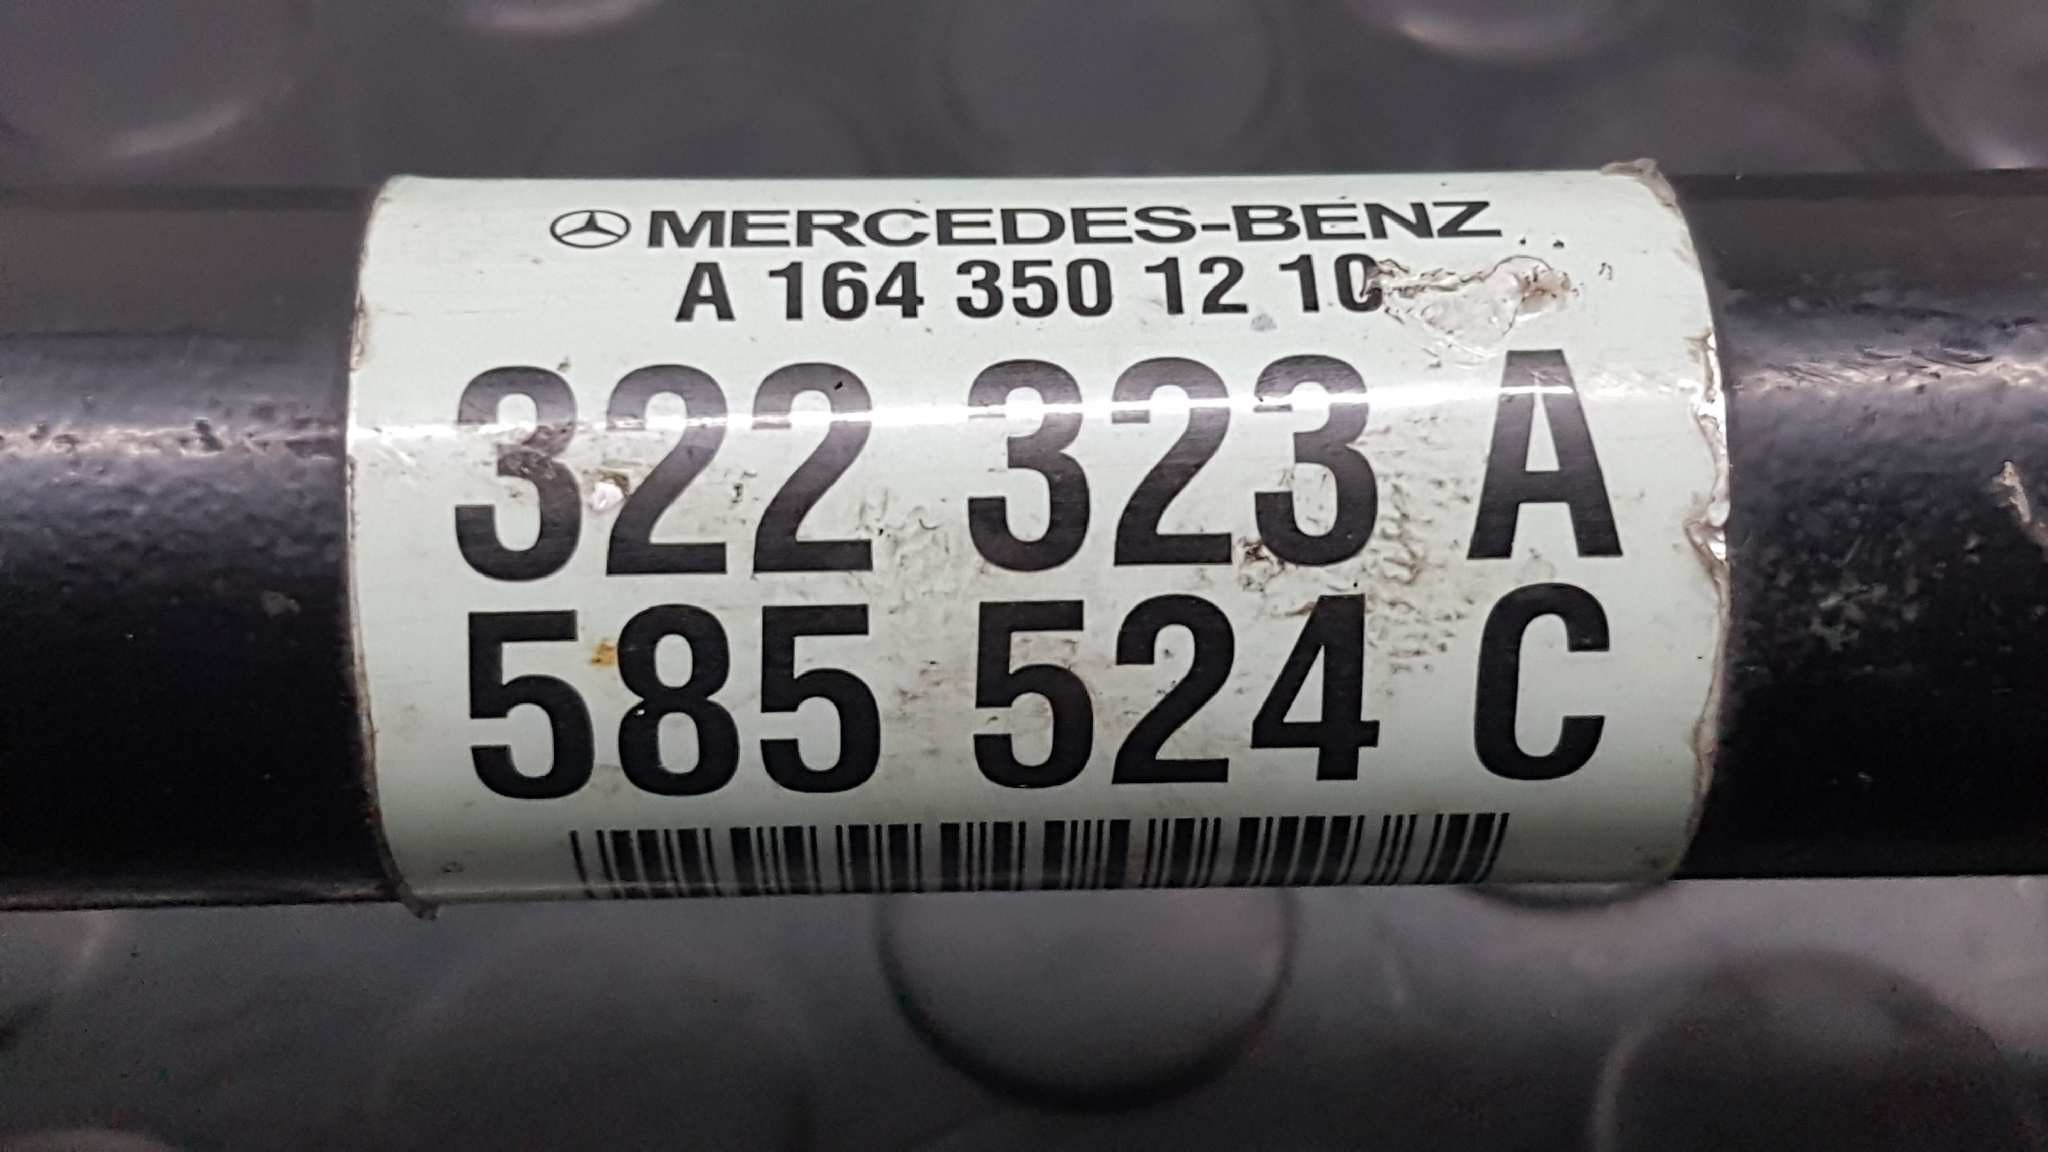 MERCEDES-BENZ
A 164 350 12 10
322 323 A
585 524 C